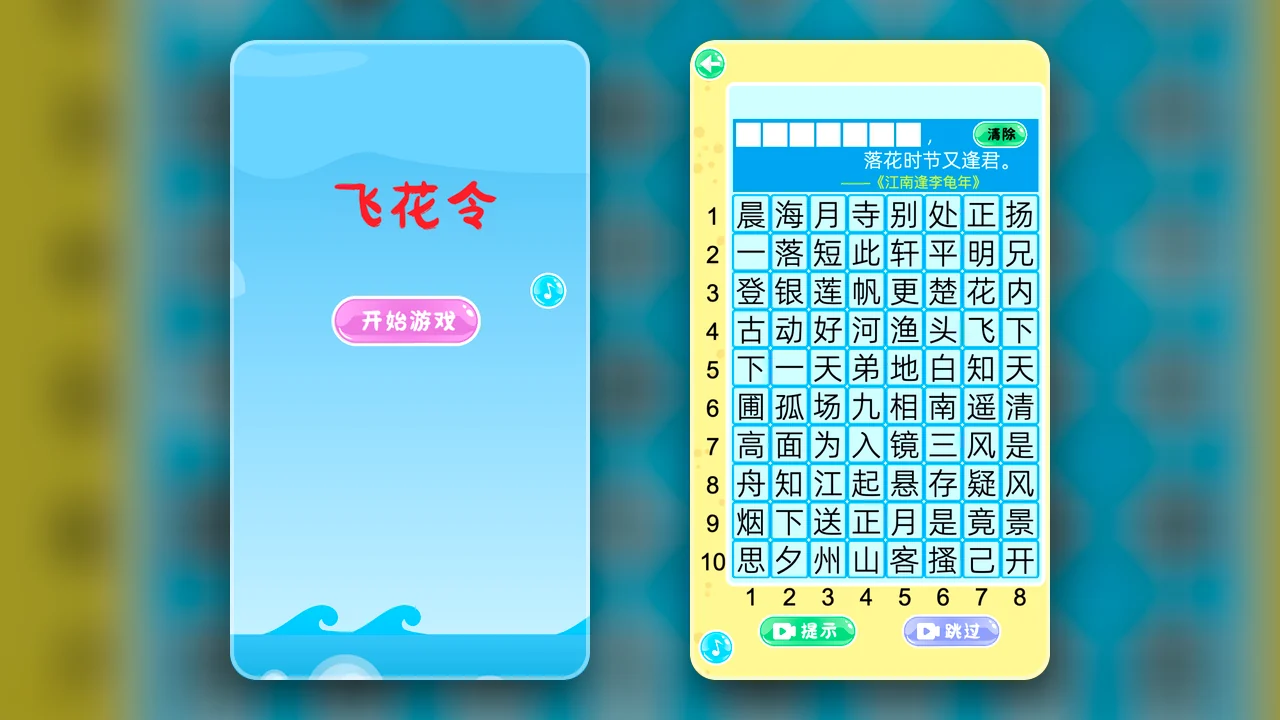 飞花令
开始游戏
，
清除
落花时节又逢君。
——《江南逢李龟年》
1 晨海月寺别处正扬
2 一落短此轩平明兄
3 登银莲帆更楚花内
4 古动好河渔头飞下
5 下一天弟地白知天
6 圃孤场九相南遥清
7 高面为入镜三风是
8 舟知江起悬存疑风
9 烟下送正月是竟景
10 思夕州山客搔己开
1 2 3 4 5 6 7 8
提示
跳过